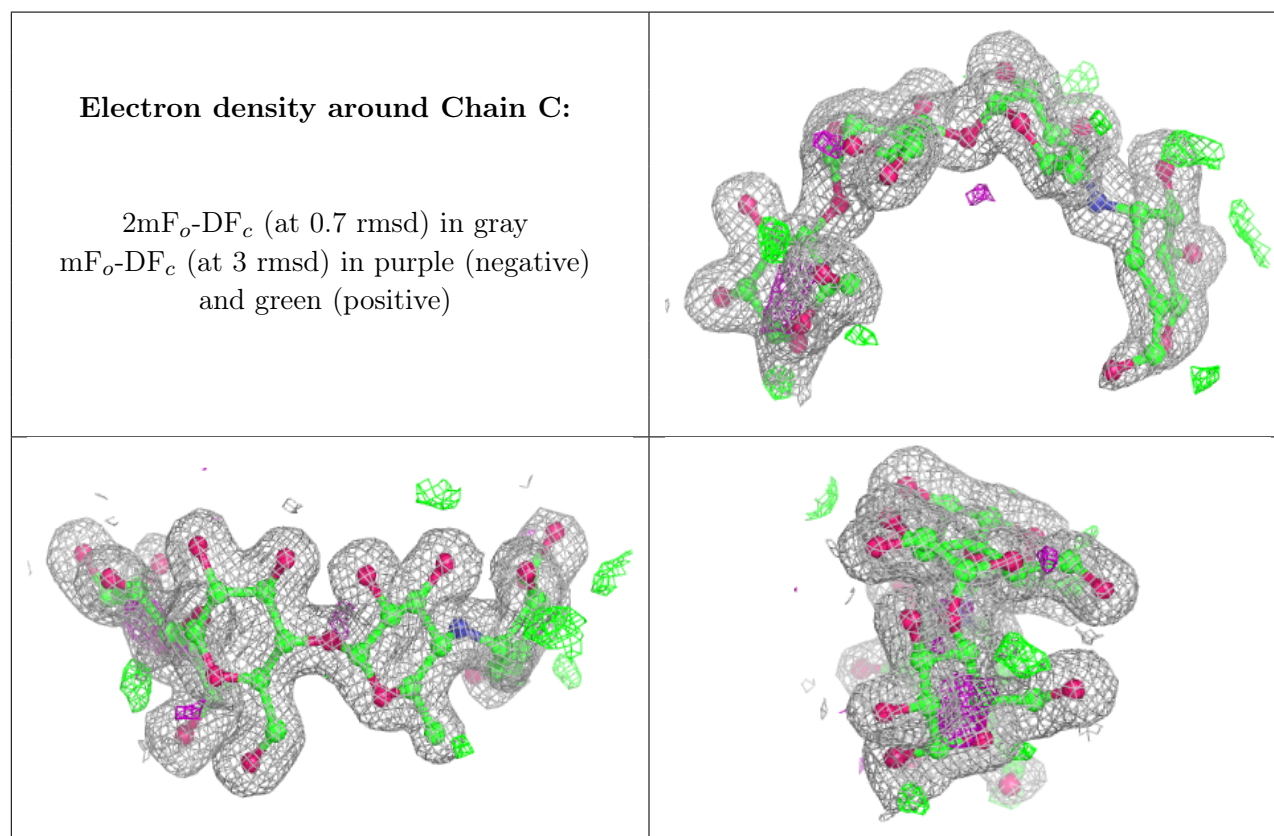 Electron density around Chain C:
2mFo-DFc (at 0.7 rmsd) in gray
mFo-DFc (at 3 rmsd) in purple (negative)
and green (positive)